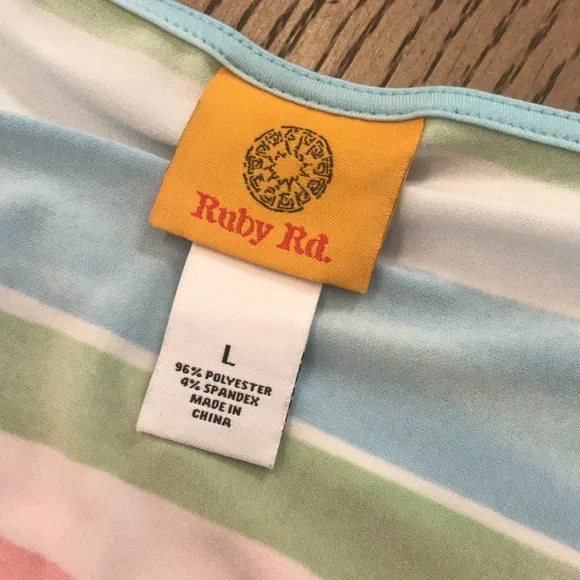 Ruby Rd.
L
96% POLYESTER
4% SPANDEX
MADE IN
CHINA